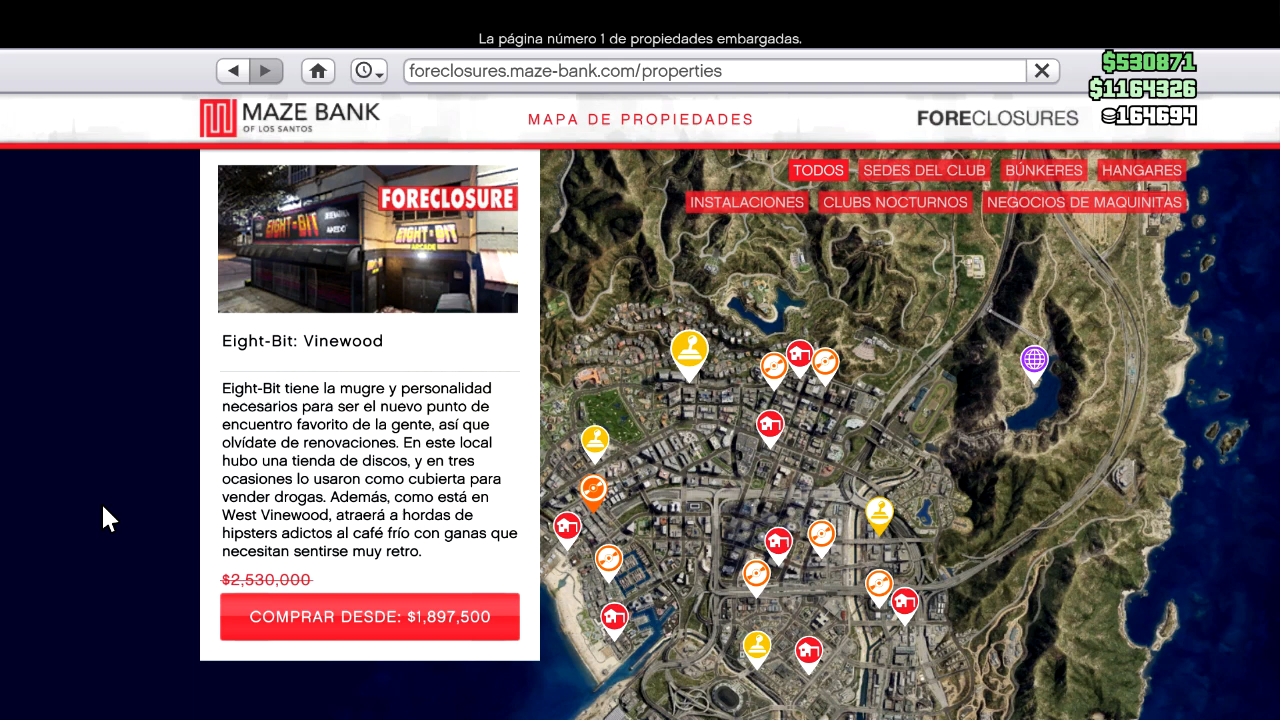 La página número 1 de propiedades embargadas.
foreclosures.maze-bank.com/properties
$530871
$1164326
164694
MAZE BANK
OF LOS SANTOS
MAPA DE PROPIEDADES
FORECLOSURES
TODOS
SEDES DEL CLUB
BÚNKERES
HANGARES
INSTALACIONES
CLUBS NOCTURNOS
NEGOCIOS DE MAQUINITAS
FORECLOSURE
EIGHT-BIT
EIGHT-BIT
ARCADE
Eight-Bit: Vinewood
Eight-Bit tiene la mugre y personalidad
necesarios para ser el nuevo punto de
encuentro favorito de la gente, así que
olvídate de renovaciones. En este local
hubo una tienda de discos, y en tres
ocasiones lo usaron como cubierta para
vender drogas. Además, como está en
West Vinewood, atraerá a hordas de
hipsters adictos al café frío con ganas que
necesitan sentirse muy retro.
$2,530,000
COMPRAR DESDE: $1,897,500